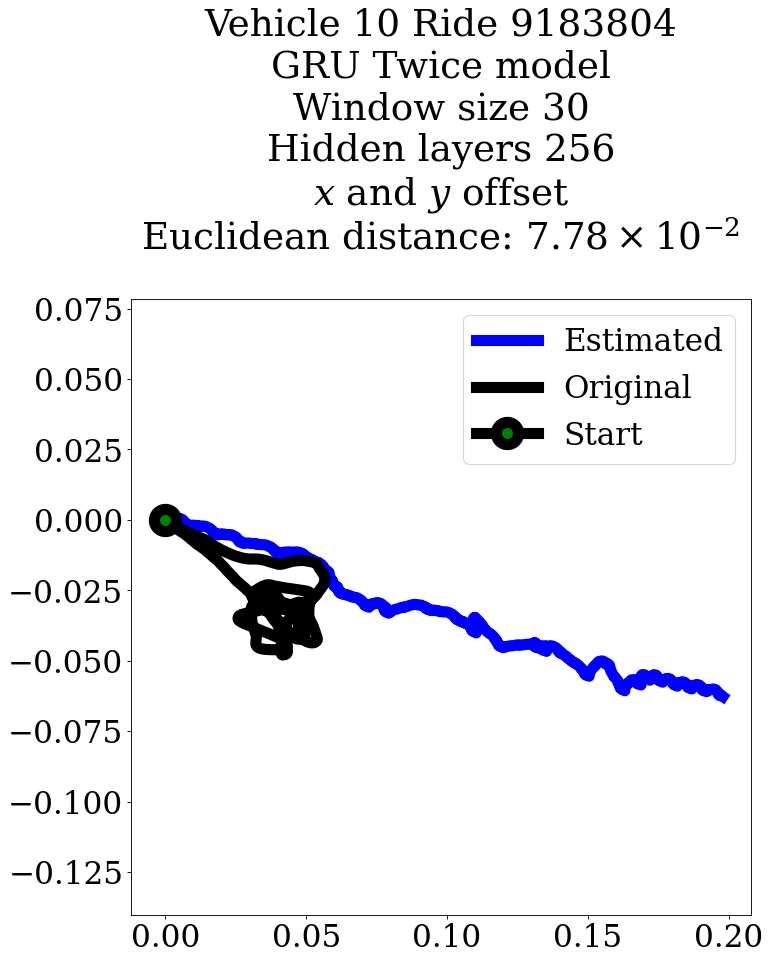 Vehicle 10 Ride 9183804
GRU Twice model
Window size 30
Hidden layers 256
x and y offset
Euclidean distance: 7.78 × 10⁻²
Estimated
Original
Start
0.075
0.050
0.025
0.000
−0.025
−0.050
−0.075
−0.100
−0.125
0.00 0.05 0.10 0.15 0.20